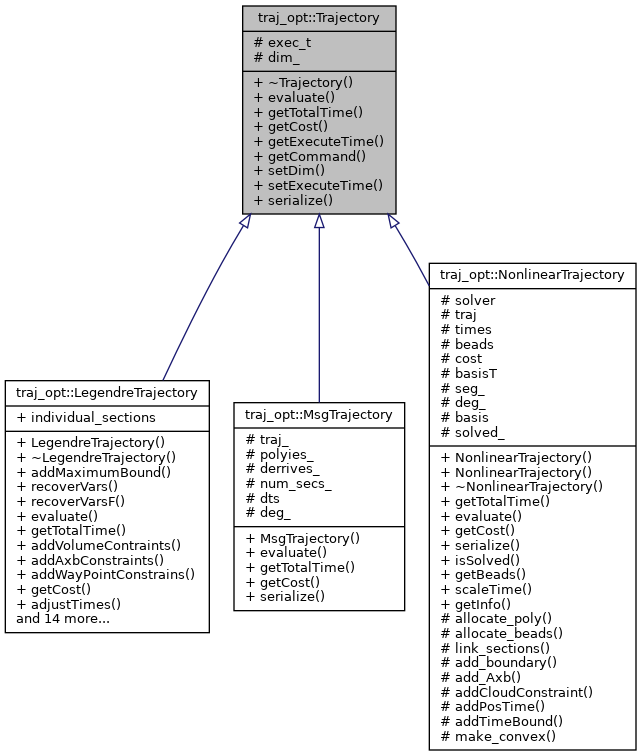 traj_opt::Trajectory
# exec_t
# dim_
+ ~Trajectory()
+ evaluate()
+ getTotalTime()
+ getCost()
+ getExecuteTime()
+ getCommand()
+ setDim()
+ setExecuteTime()
+ serialize()
traj_opt::LegendreTrajectory
+ individual_sections
+ LegendreTrajectory()
+ ~LegendreTrajectory()
+ addMaximumBound()
+ recoverVars()
+ recoverVarsF()
+ evaluate()
+ getTotalTime()
+ addVolumeContraints()
+ addAxbConstraints()
+ addWayPointConstrains()
+ getCost()
+ adjustTimes()
and 14 more...
traj_opt::MsgTrajectory
# traj_
# polyies_
# derrives_
# num_secs_
# dts
# deg_
+ MsgTrajectory()
+ evaluate()
+ getTotalTime()
+ getCost()
+ serialize()
traj_opt::NonlinearTrajectory
# solver
# traj
# times
# beads
# cost
# basisT
# seg_
# deg_
# basis
# solved_
+ NonlinearTrajectory()
+ NonlinearTrajectory()
+ ~NonlinearTrajectory()
+ getTotalTime()
+ evaluate()
+ getCost()
+ serialize()
+ isSolved()
+ getBeads()
+ scaleTime()
+ getInfo()
# allocate_poly()
# allocate_beads()
# link_sections()
# add_boundary()
# add_Axb()
# addCloudConstraint()
# addPosTime()
# addTimeBound()
# make_convex()